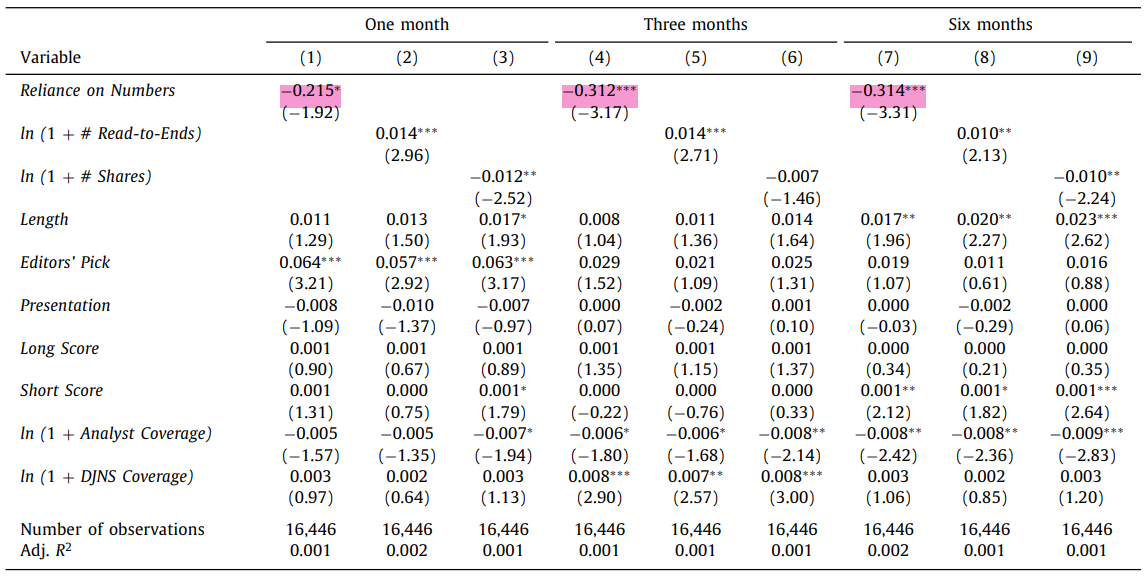 One month Three months Six months
Variable (1) (2) (3) (4) (5) (6) (7) (8) (9)
Reliance on Numbers −0.215* −0.312*** −0.314***
(−1.92) (−3.17) (−3.31)
ln (1 + # Read-to-Ends) 0.014*** 0.014*** 0.010**
(2.96) (2.71) (2.13)
ln (1 + # Shares) −0.012** −0.007 −0.010**
(−2.52) (−1.46) (−2.24)
Length 0.011 0.013 0.017* 0.008 0.011 0.014 0.017** 0.020** 0.023***
(1.29) (1.50) (1.93) (1.04) (1.36) (1.64) (1.96) (2.27) (2.62)
Editors' Pick 0.064*** 0.057*** 0.063*** 0.029 0.021 0.025 0.019 0.011 0.016
(3.21) (2.92) (3.17) (1.52) (1.09) (1.31) (1.07) (0.61) (0.88)
Presentation −0.008 −0.010 −0.007 0.000 −0.002 0.001 0.000 −0.002 0.000
(−1.09) (−1.37) (−0.97) (0.07) (−0.24) (0.10) (−0.03) (−0.29) (0.06)
Long Score 0.001 0.001 0.001 0.001 0.001 0.001 0.000 0.000 0.000
(0.90) (0.67) (0.89) (1.35) (1.15) (1.37) (0.34) (0.21) (0.35)
Short Score 0.001 0.000 0.001* 0.000 0.000 0.000 0.001** 0.001* 0.001***
(1.31) (0.75) (1.79) (−0.22) (−0.76) (0.33) (2.12) (1.82) (2.64)
ln (1 + Analyst Coverage) −0.005 −0.005 −0.007* −0.006* −0.006* −0.008** −0.008** −0.008** −0.009***
(−1.57) (−1.35) (−1.94) (−1.80) (−1.68) (−2.14) (−2.42) (−2.36) (−2.83)
ln (1 + DJNS Coverage) 0.003 0.002 0.003 0.008*** 0.007** 0.008*** 0.003 0.002 0.003
(0.97) (0.64) (1.13) (2.90) (2.57) (3.00) (1.06) (0.85) (1.20)
Number of observations 16,446 16,446 16,446 16,446 16,446 16,446 16,446 16,446 16,446
Adj. R² 0.001 0.002 0.001 0.001 0.001 0.001 0.002 0.001 0.001